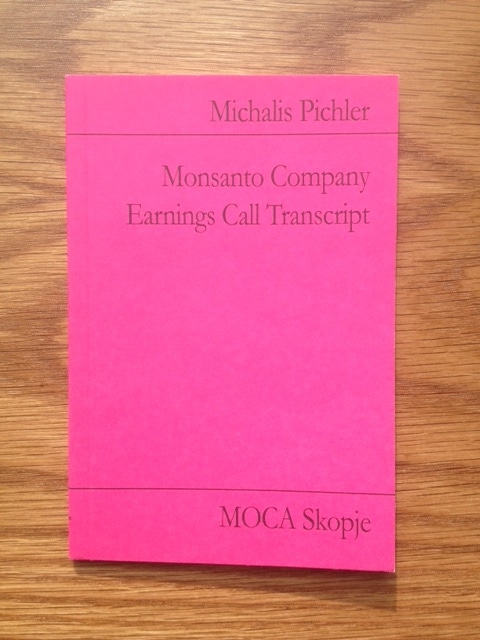 Michalis Pichler
Monsanto Company
Earnings Call Transcript
MOCA Skopje